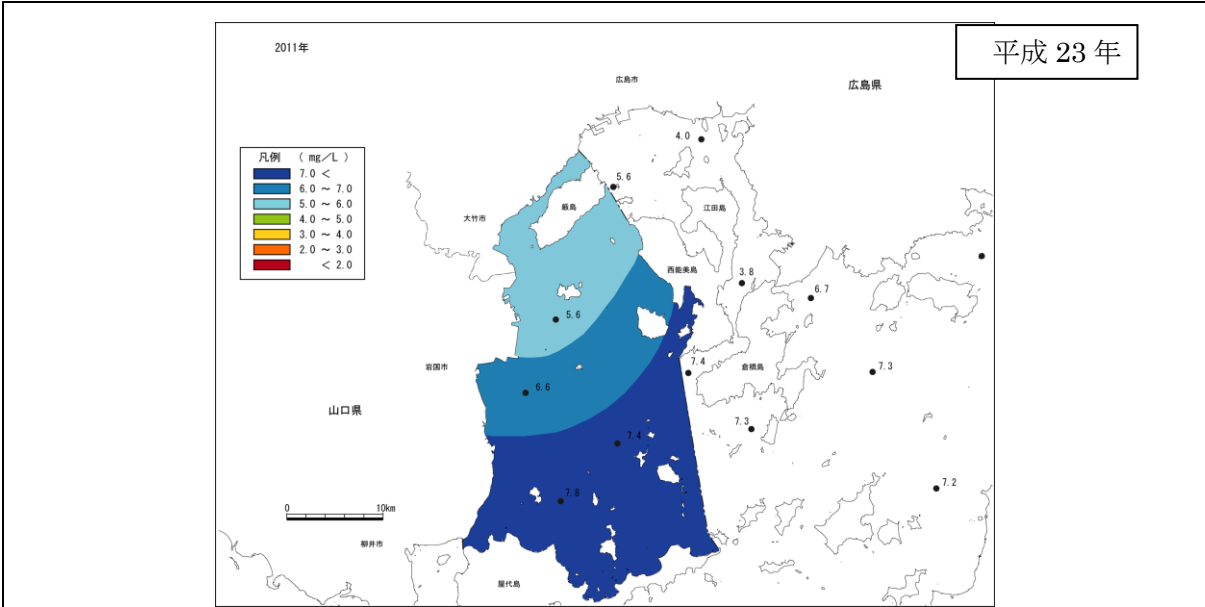 平成 23 年
2011年
広島市
広島県
4.0
凡例 ( mg/L )
7.0 <
6.0 ~ 7.0
5.0 ~ 6.0
4.0 ~ 5.0
3.0 ~ 4.0
2.0 ~ 3.0
< 2.0
5.6
厳島
江田島
大竹市
西能美島
3.8
6.7
5.6
岩国市
7.4
倉橋島
7.3
6.6
山口県
7.3
7.4
7.8
7.2
0 10km
柳井市
屋代島